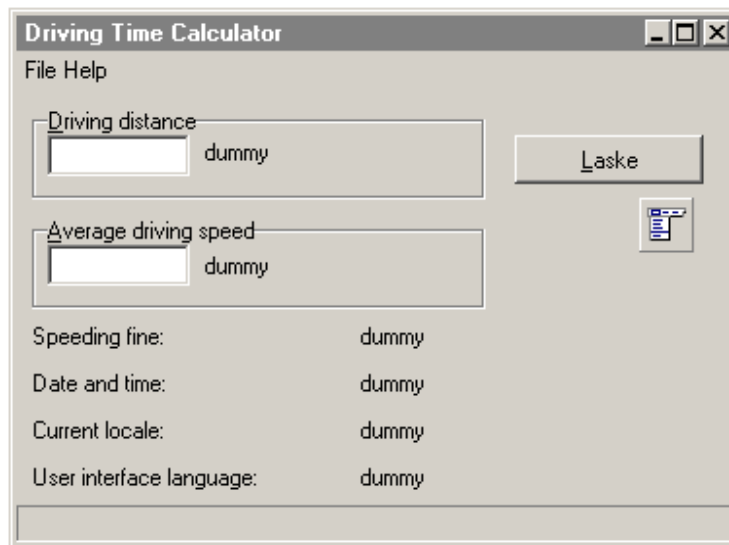 Driving Time Calculator
File Help
Driving distance
dummy
Laske
Average driving speed
dummy
Speeding fine: dummy
Date and time: dummy
Current locale: dummy
User interface language: dummy